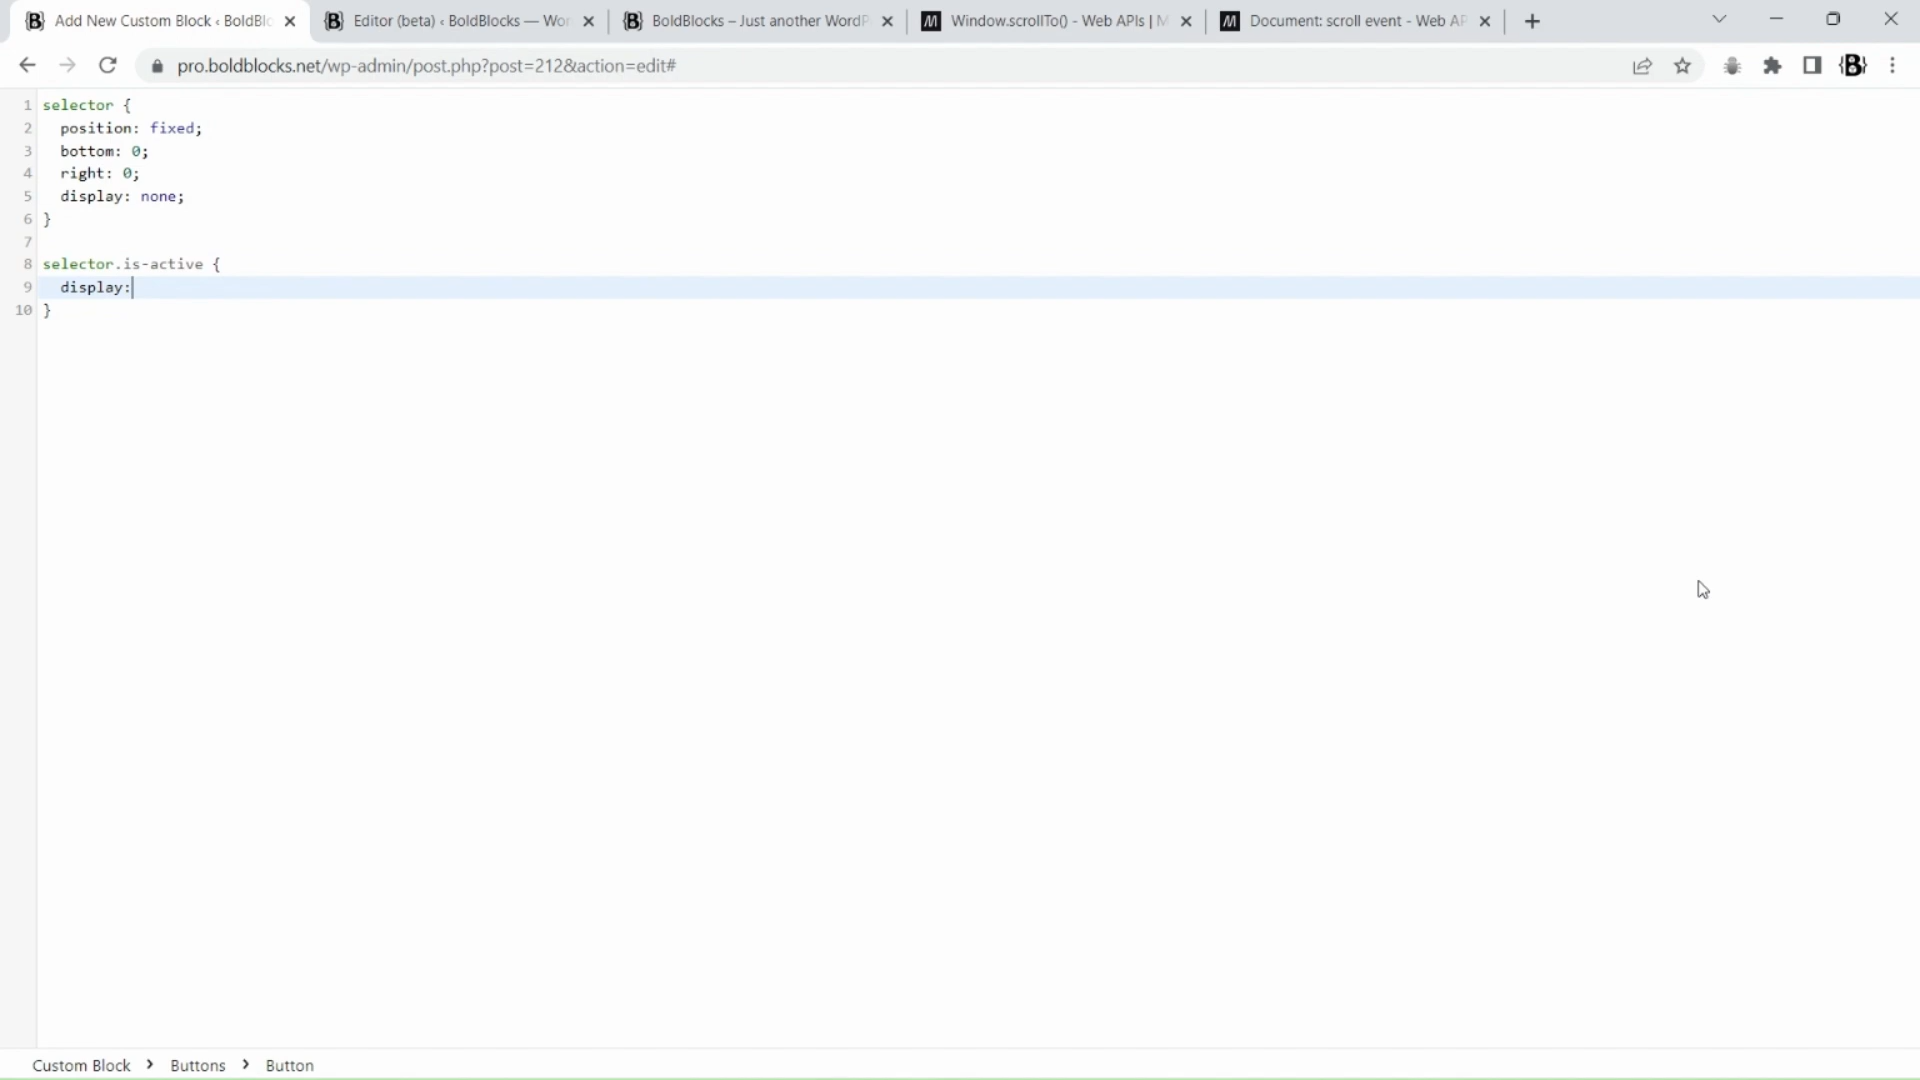 Add New Custom Block ‹ BoldBlo
Editor (beta) ‹ BoldBlocks — Wor
BoldBlocks – Just another WordP
Window.scrollTo() - Web APIs | M
Document: scroll event - Web AP
pro.boldblocks.net/wp-admin/post.php?post=212&action=edit#
1 selector {
2 position: fixed;
3 bottom: 0;
4 right: 0;
5 display: none;
6 }
7
8 selector.is-active {
9 display:
10 }
Custom Block > Buttons > Button